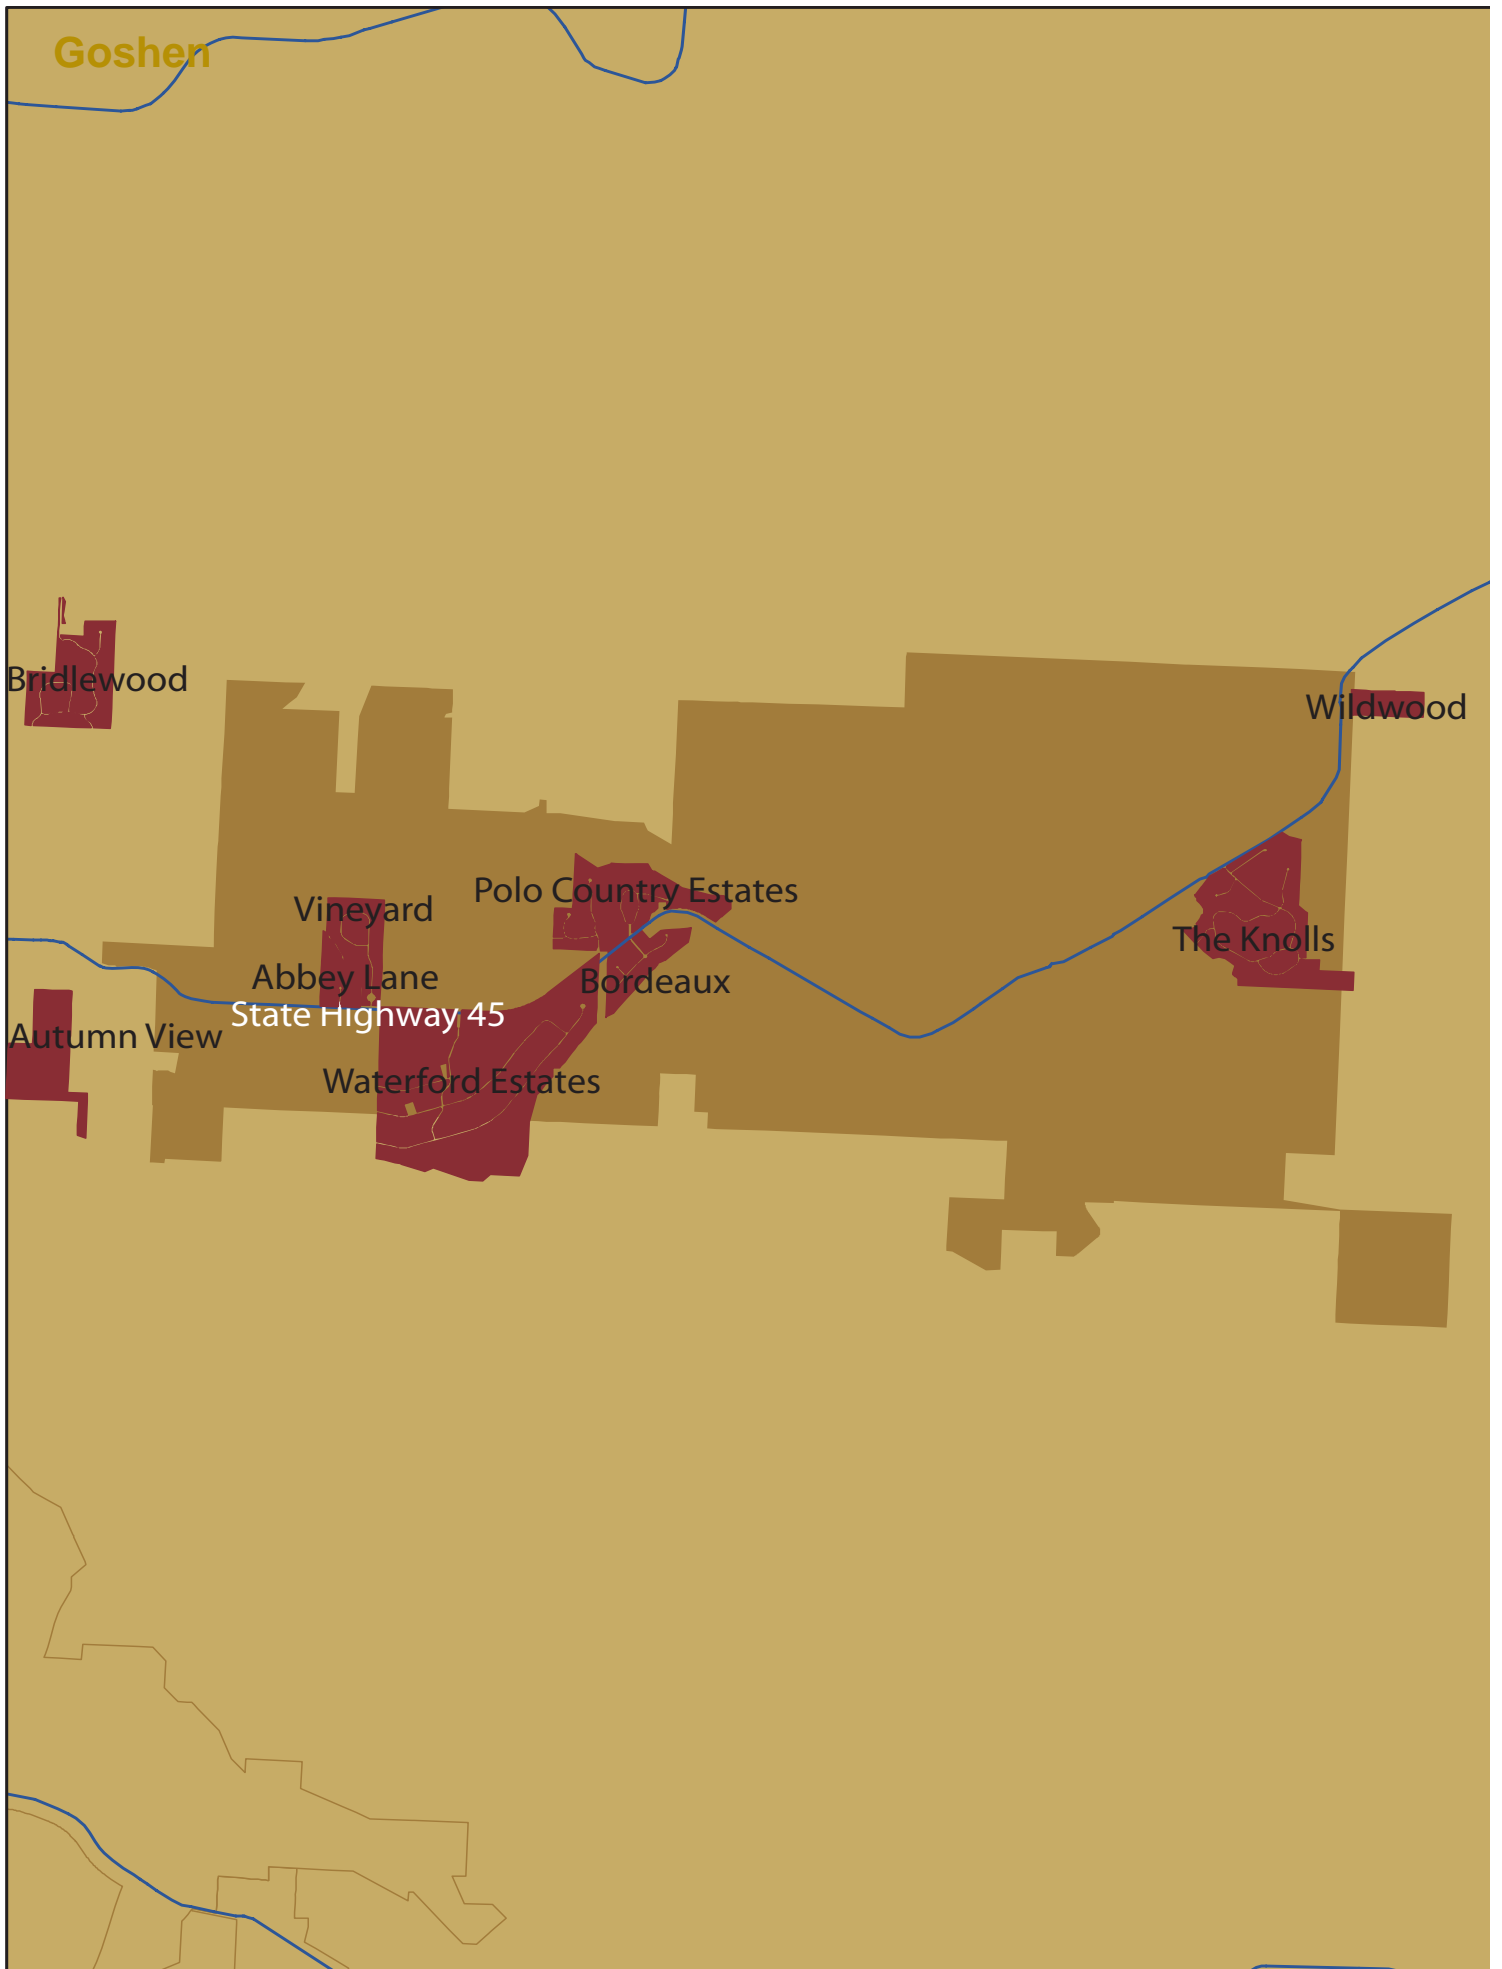 Goshen
Bridlewood
Wildwood
Polo Country Estates
Vineyard
The Knolls
Abbey Lane
Bordeaux
State Highway 45
Autumn View
Waterford Estates